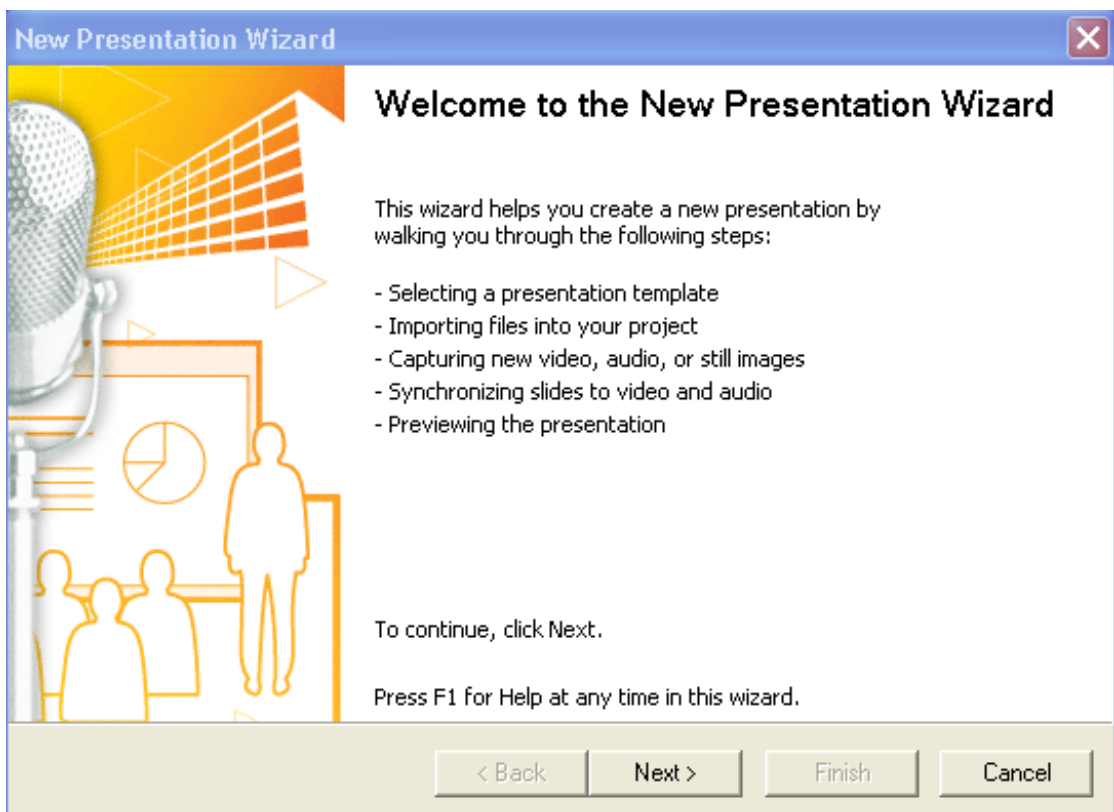 New Presentation Wizard
Welcome to the New Presentation Wizard
This wizard helps you create a new presentation by
walking you through the following steps:
- Selecting a presentation template
- Importing files into your project
- Capturing new video, audio, or still images
- Synchronizing slides to video and audio
- Previewing the presentation
To continue, click Next.
Press F1 for Help at any time in this wizard.
< Back Next > Finish Cancel